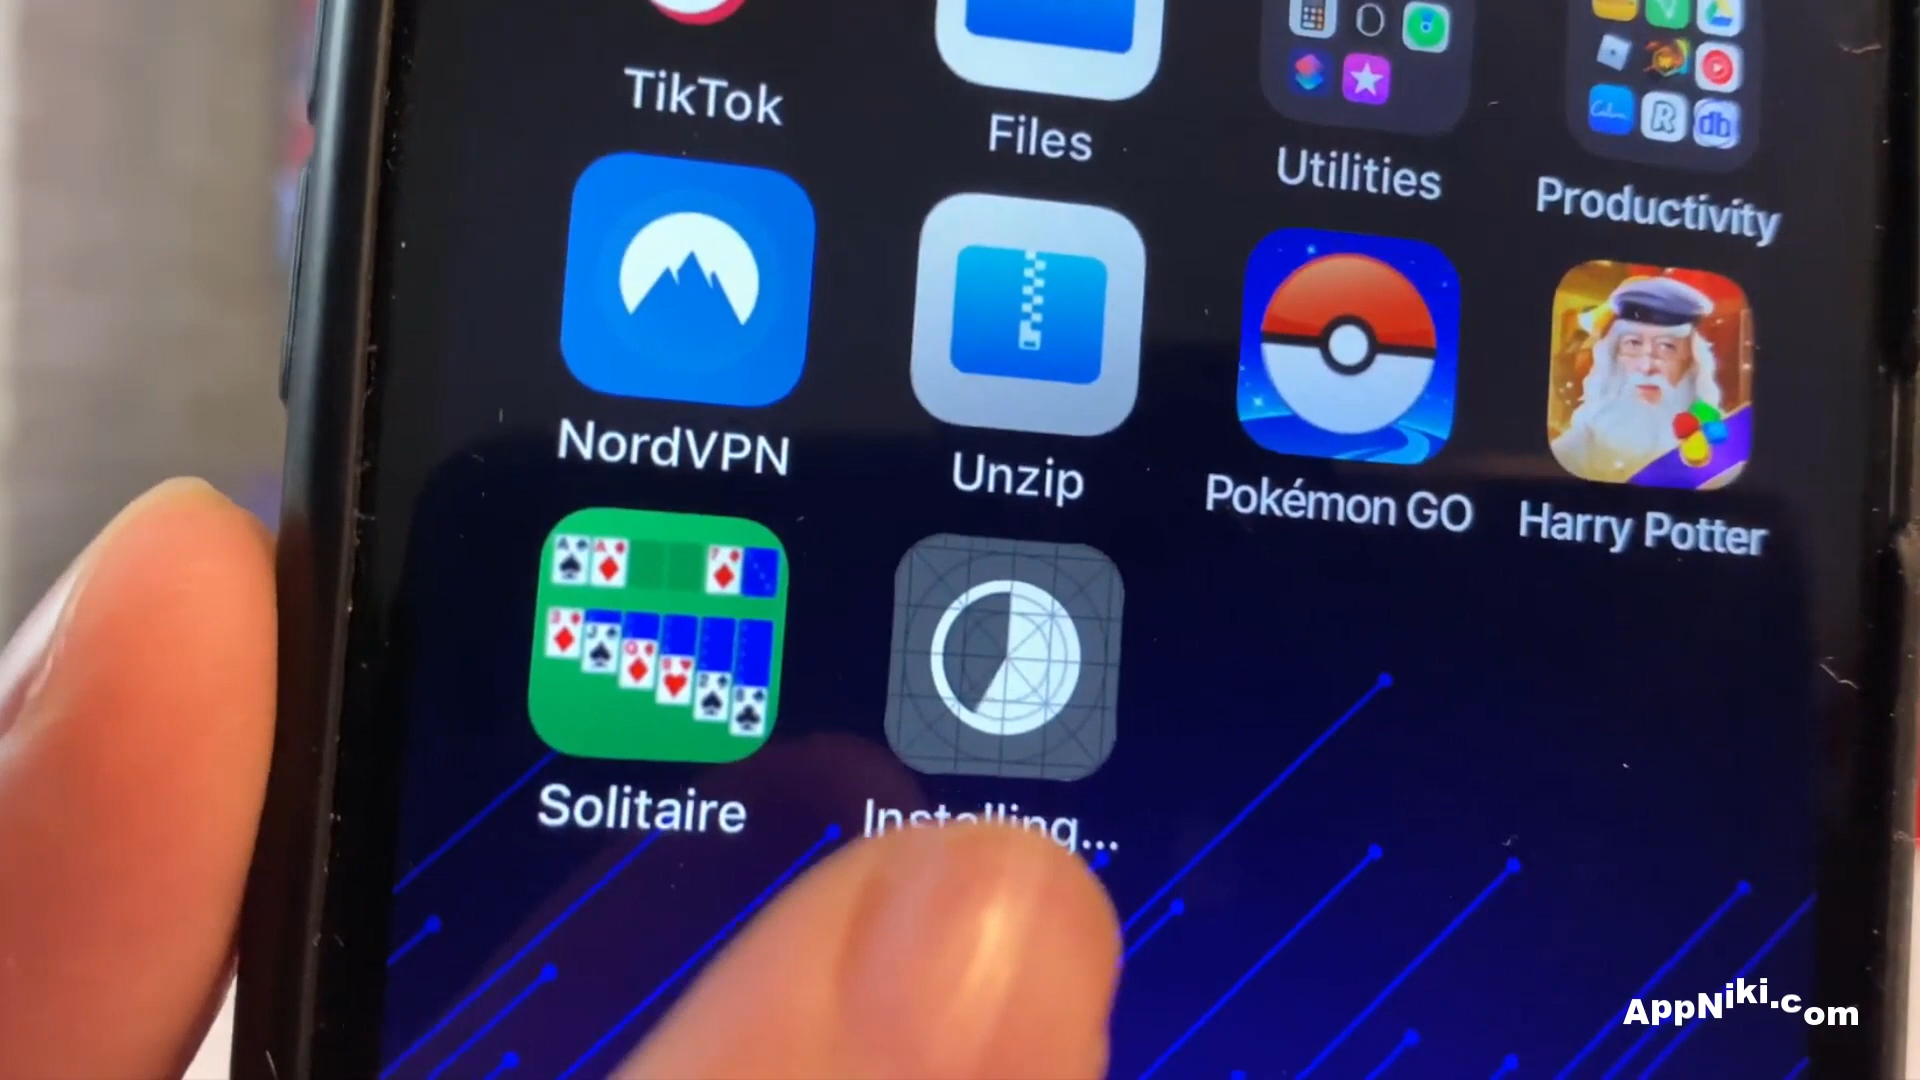 TikTok
Files
Utilities
Productivity
NordVPN
Unzip
Pokémon GO
Harry Potter
Solitaire
Installing...
AppNiki.com